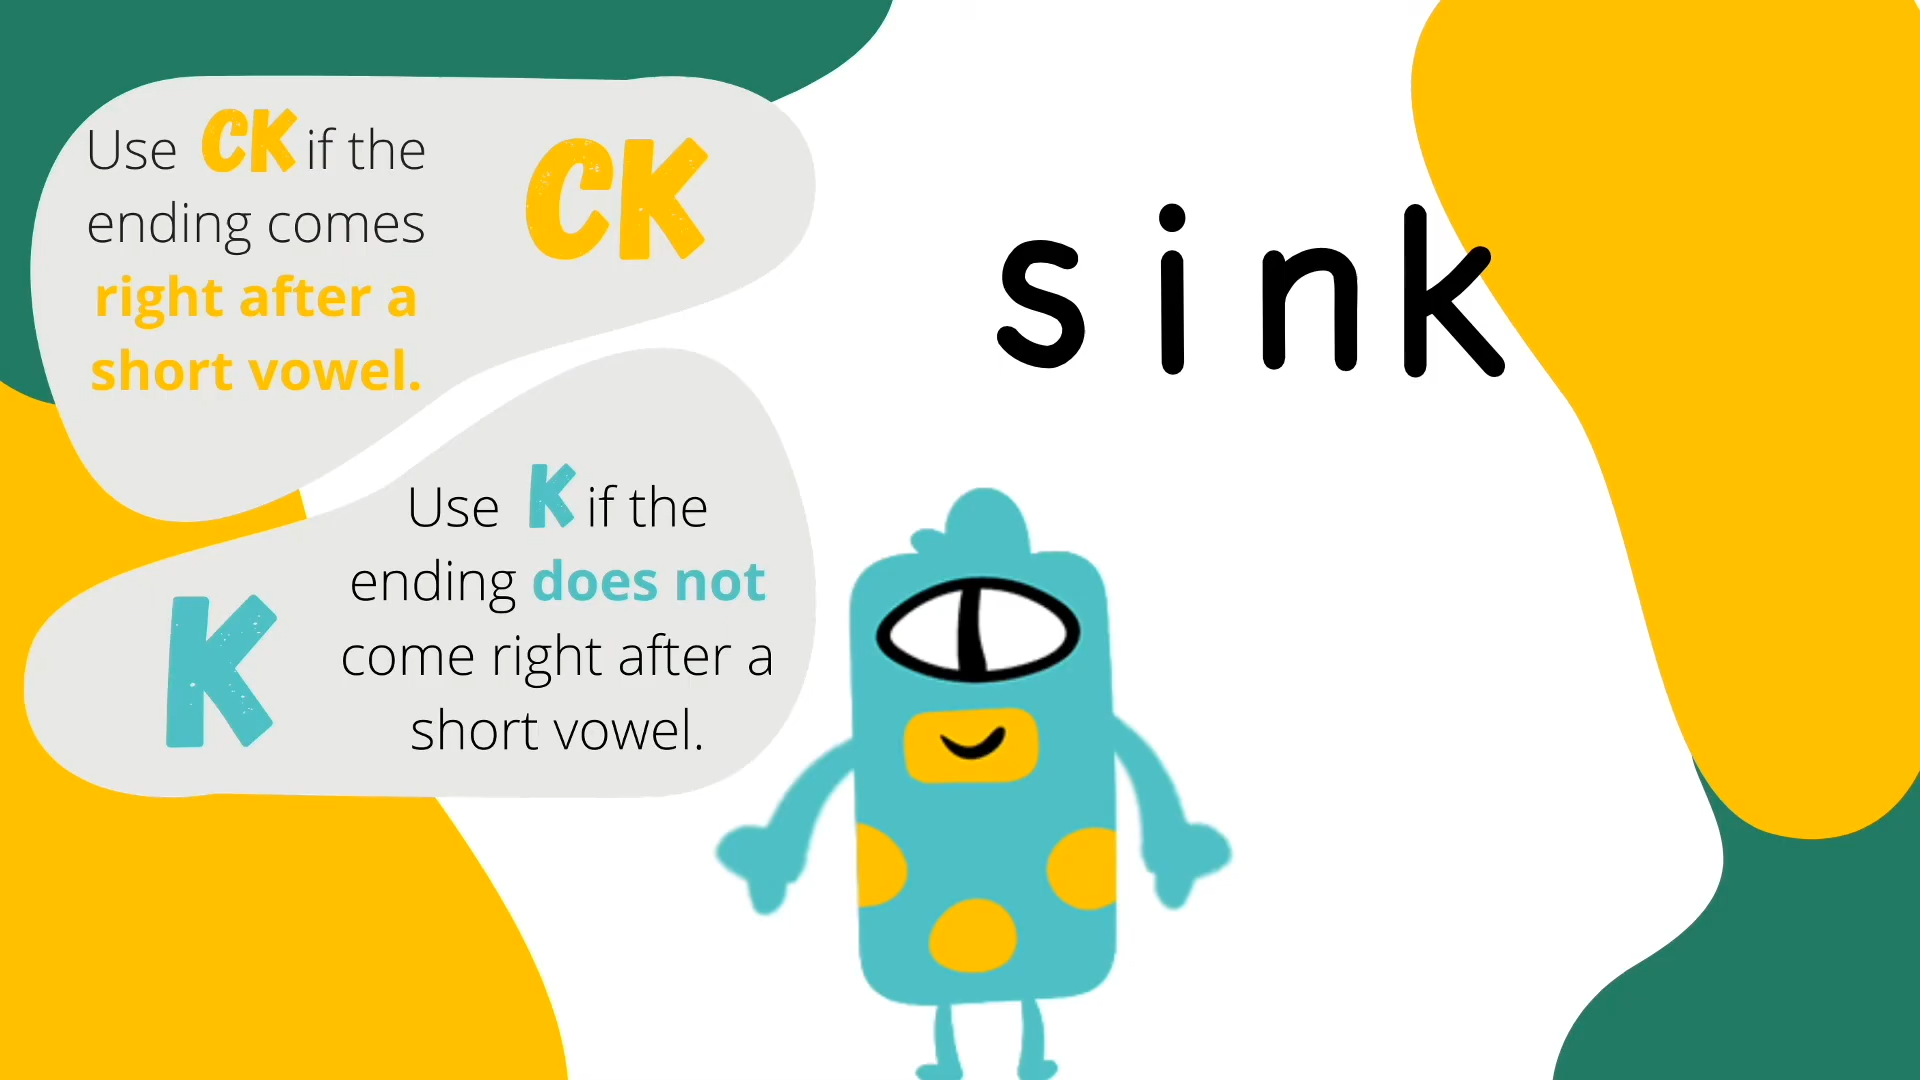 Use CK if the
ending comes
right after a
short vowel.
CK
Use K if the
ending does not
come right after a
short vowel.
K
sink